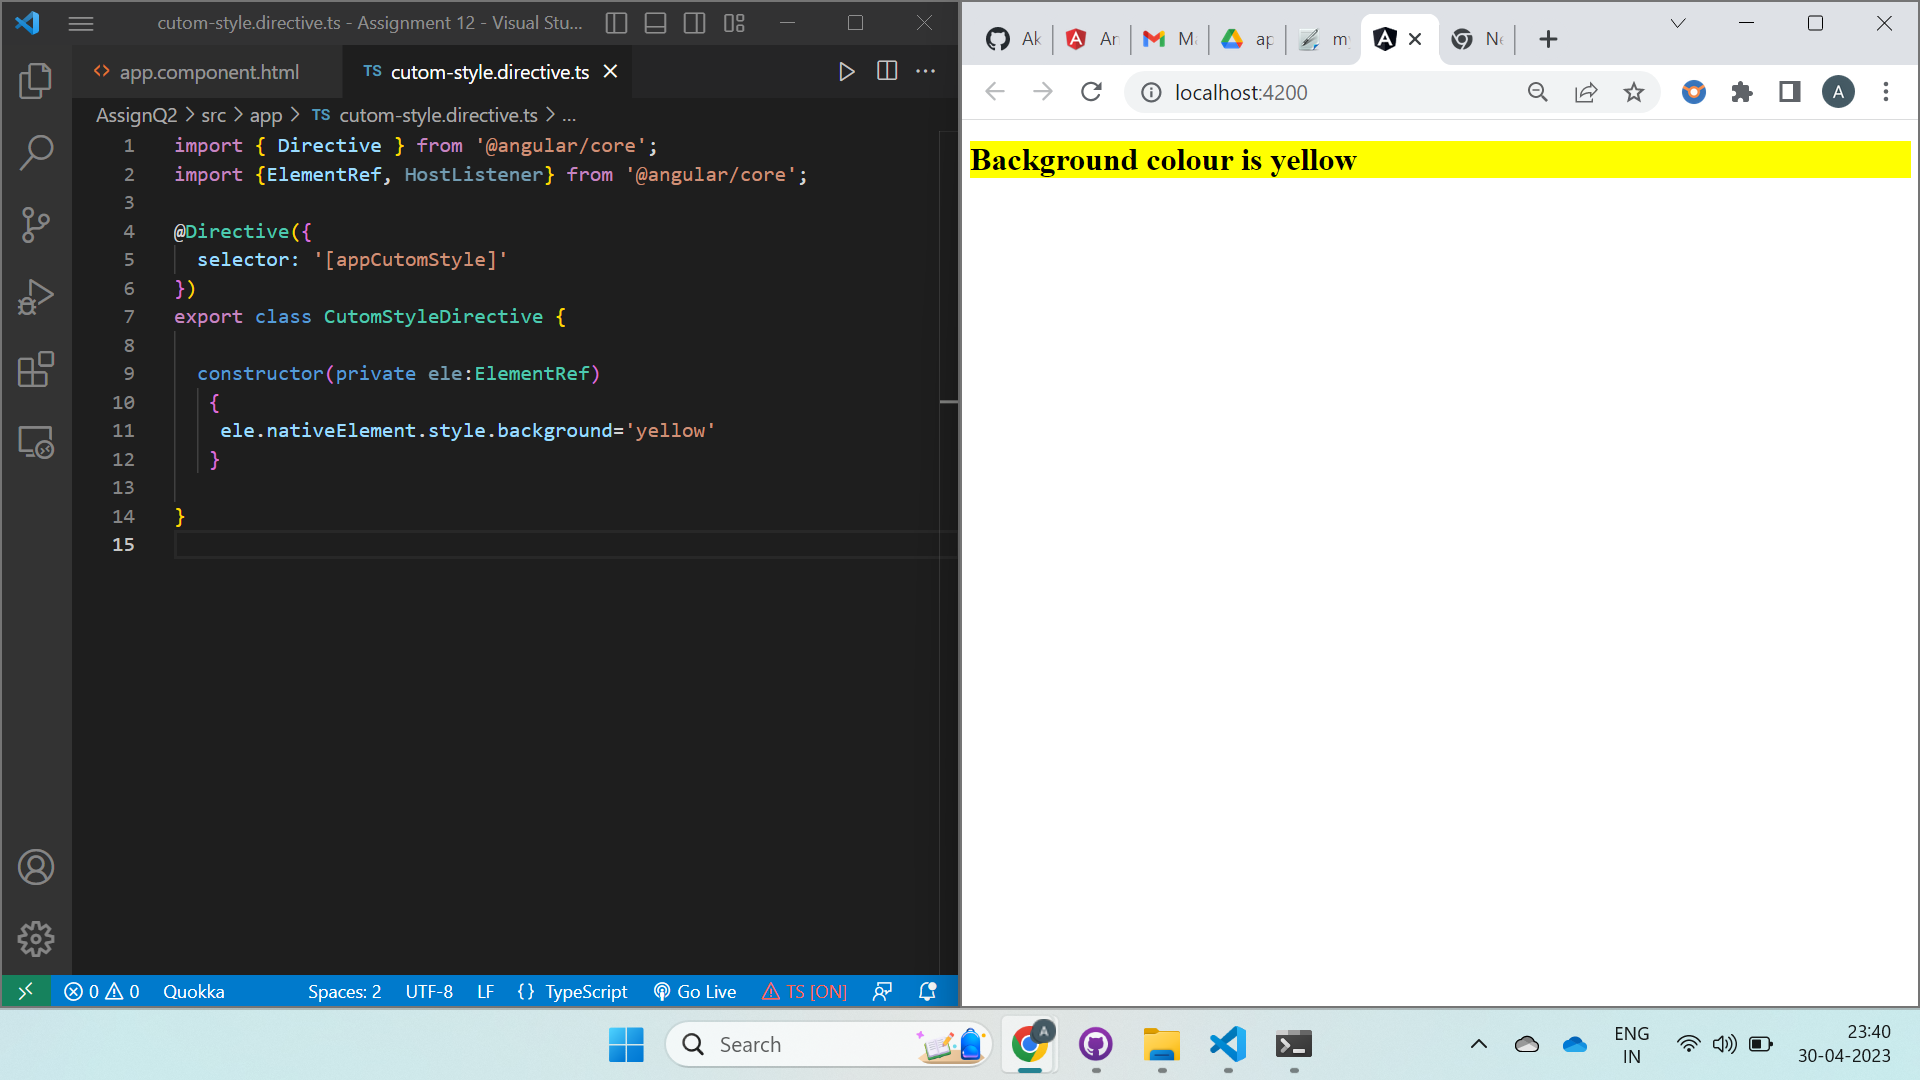 cutom-style.directive.ts - Assignment 12 - Visual Stu...
app.component.html
TS cutom-style.directive.ts
AssignQ2 > src > app > TS cutom-style.directive.ts > ...
1 import { Directive } from '@angular/core';
2 import {ElementRef, HostListener} from '@angular/core';
3
4 @Directive({
5 selector: '[appCutomStyle]'
6 })
7 export class CutomStyleDirective {
8
9 constructor(private ele:ElementRef)
10 {
11 ele.nativeElement.style.background='yellow'
12 }
13
14 }
15
0 0 Quokka Spaces: 2 UTF-8 LF {} TypeScript Go Live TS [ON]
Ak Ar M ap my Ne
localhost:4200
A
Background colour is yellow
Search
A
ENG
IN
23:40
30-04-2023